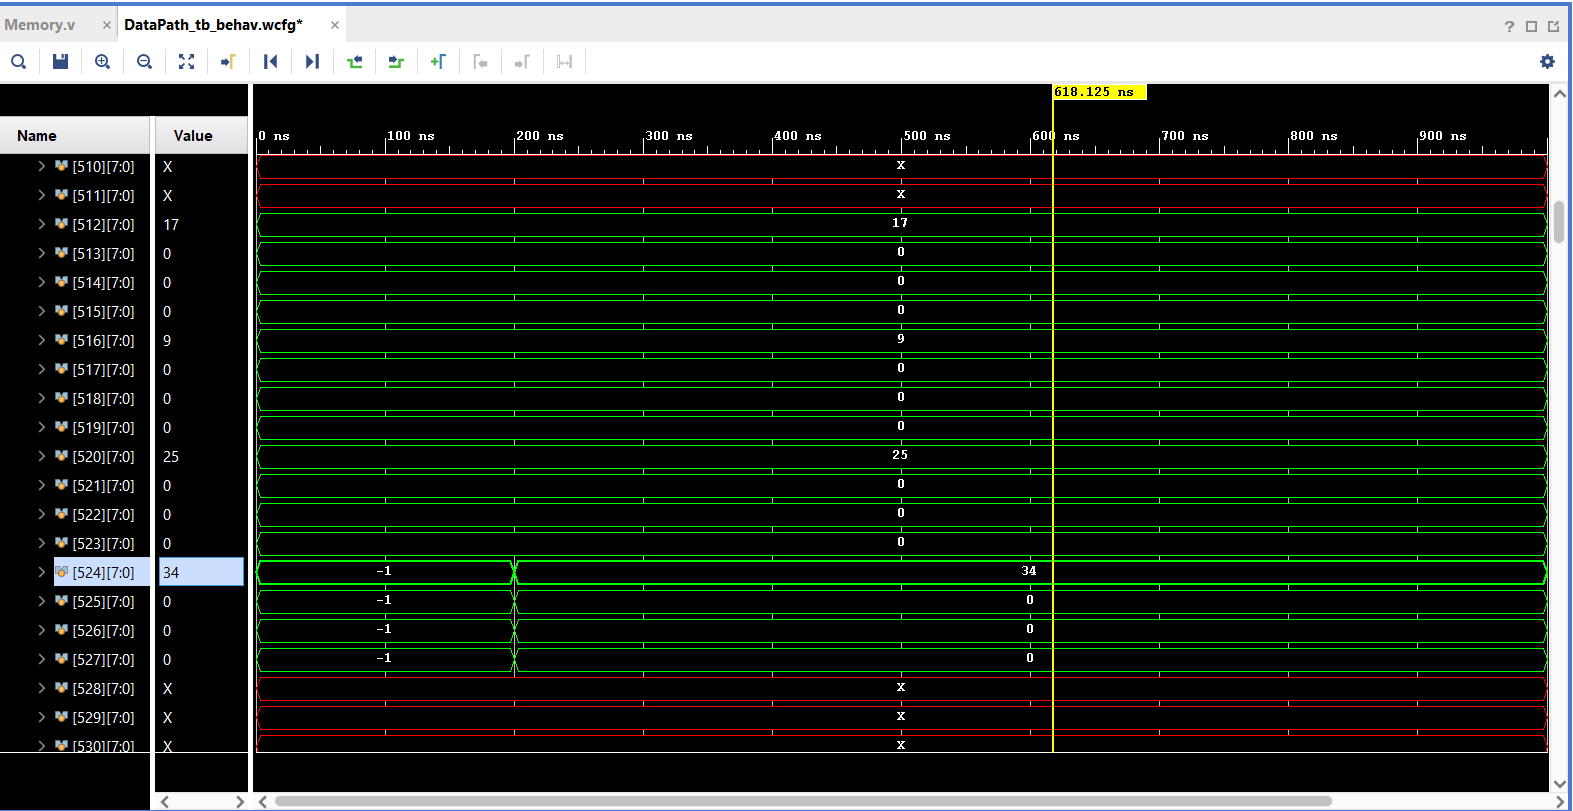 Memory.v × DataPath_tb_behav.wcfg* ×
?
618.125 ns
Name Value 0 ns 100 ns 200 ns 300 ns 400 ns 500 ns 600 ns 700 ns 800 ns 900 ns
[510][7:0] X X
[511][7:0] X X
[512][7:0] 17 17
[513][7:0] 0 0
[514][7:0] 0 0
[515][7:0] 0 0
[516][7:0] 9 9
[517][7:0] 0 0
[518][7:0] 0 0
[519][7:0] 0 0
[520][7:0] 25 25
[521][7:0] 0 0
[522][7:0] 0 0
[523][7:0] 0 0
[524][7:0] 34 -1 34
[525][7:0] 0 -1 0
[526][7:0] 0 -1 0
[527][7:0] 0 -1 0
[528][7:0] X X
[529][7:0] X X
[530][7:0] X X